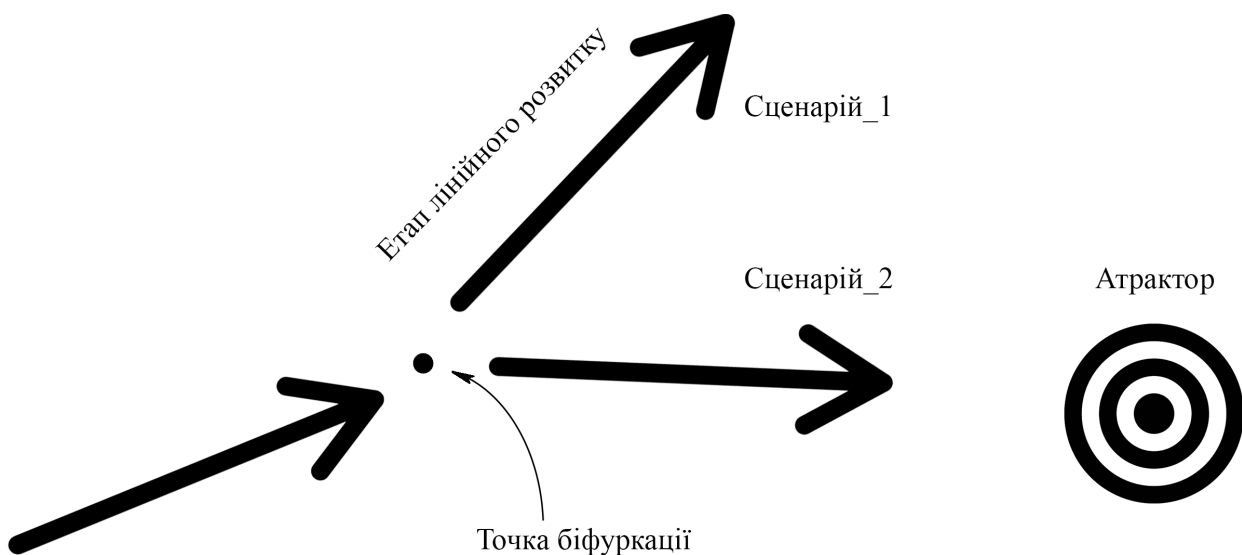 Етап лінійного розвитку
Сценарій_1
Сценарій_2
Атрактор
Точка біфуркації